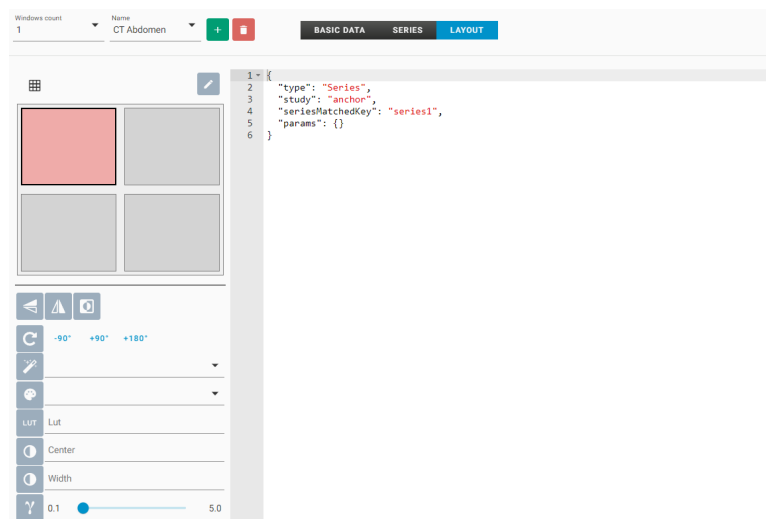 Windows count
Name
1
CT Abdomen
BASIC DATA SERIES LAYOUT
1 {
2 "type": "Series",
3 "study": "anchor",
4 "seriesMatchedKey": "series1",
5 "params": {}
6 }
-90° +90° +180°
LUT Lut
Center
Width
0.1 5.0